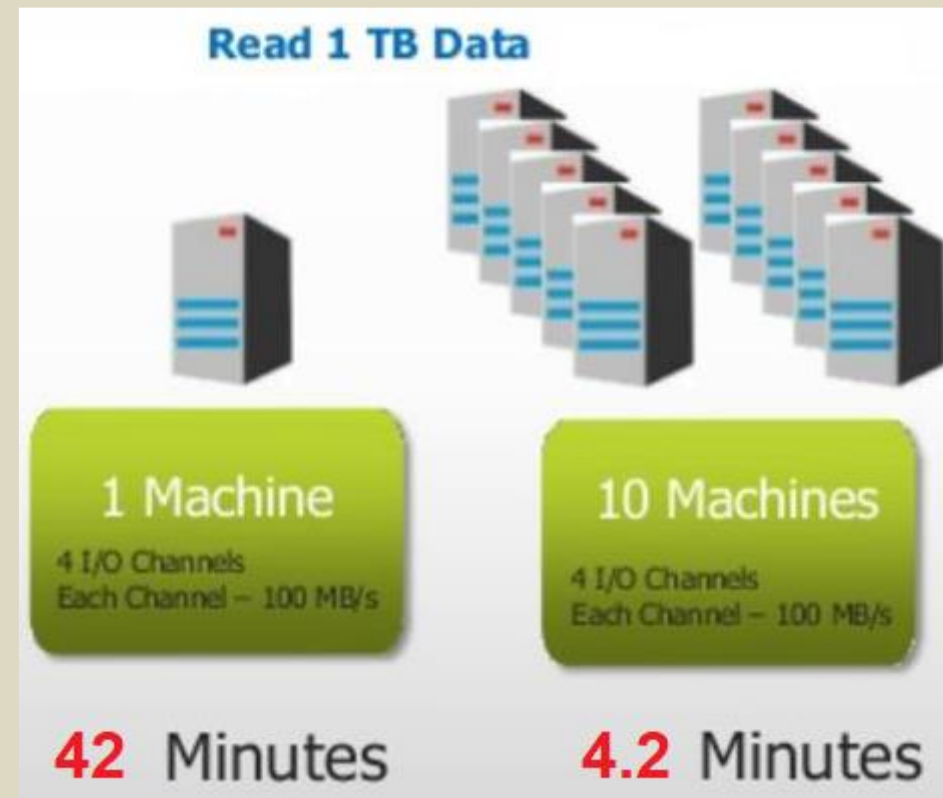 Read 1 TB Data
1 Machine
4 I/O Channels
Each Channel – 100 MB/s
10 Machines
4 I/O Channels
Each Channel – 100 MB/s
42 Minutes
4.2 Minutes